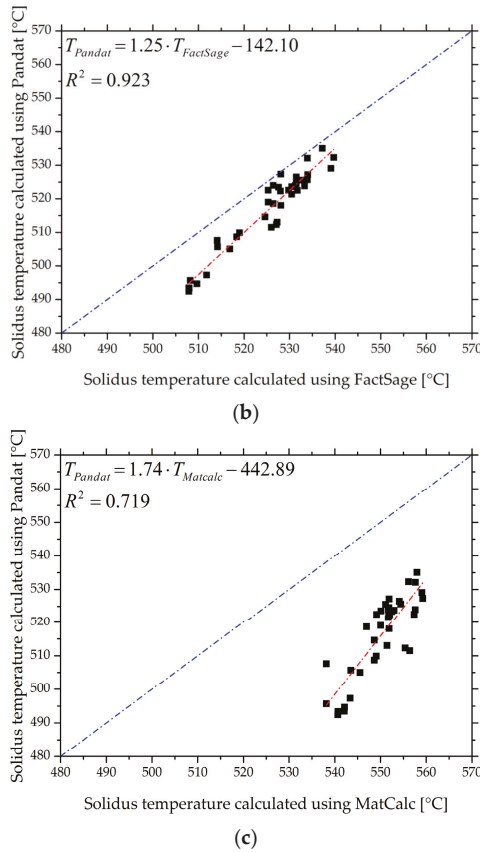 T_Pandat = 1.25 · T_FactSage − 142.10
R² = 0.923
Solidus temperature calculated using Pandat [°C]
570
560
550
540
530
520
510
500
490
480
480 490 500 510 520 530 540 550 560 570
Solidus temperature calculated using FactSage [°C]
(b)
T_Pandat = 1.74 · T_Matcalc − 442.89
R² = 0.719
Solidus temperature calculated using Pandat [°C]
570
560
550
540
530
520
510
500
490
480
480 490 500 510 520 530 540 550 560 570
Solidus temperature calculated using MatCalc [°C]
(c)